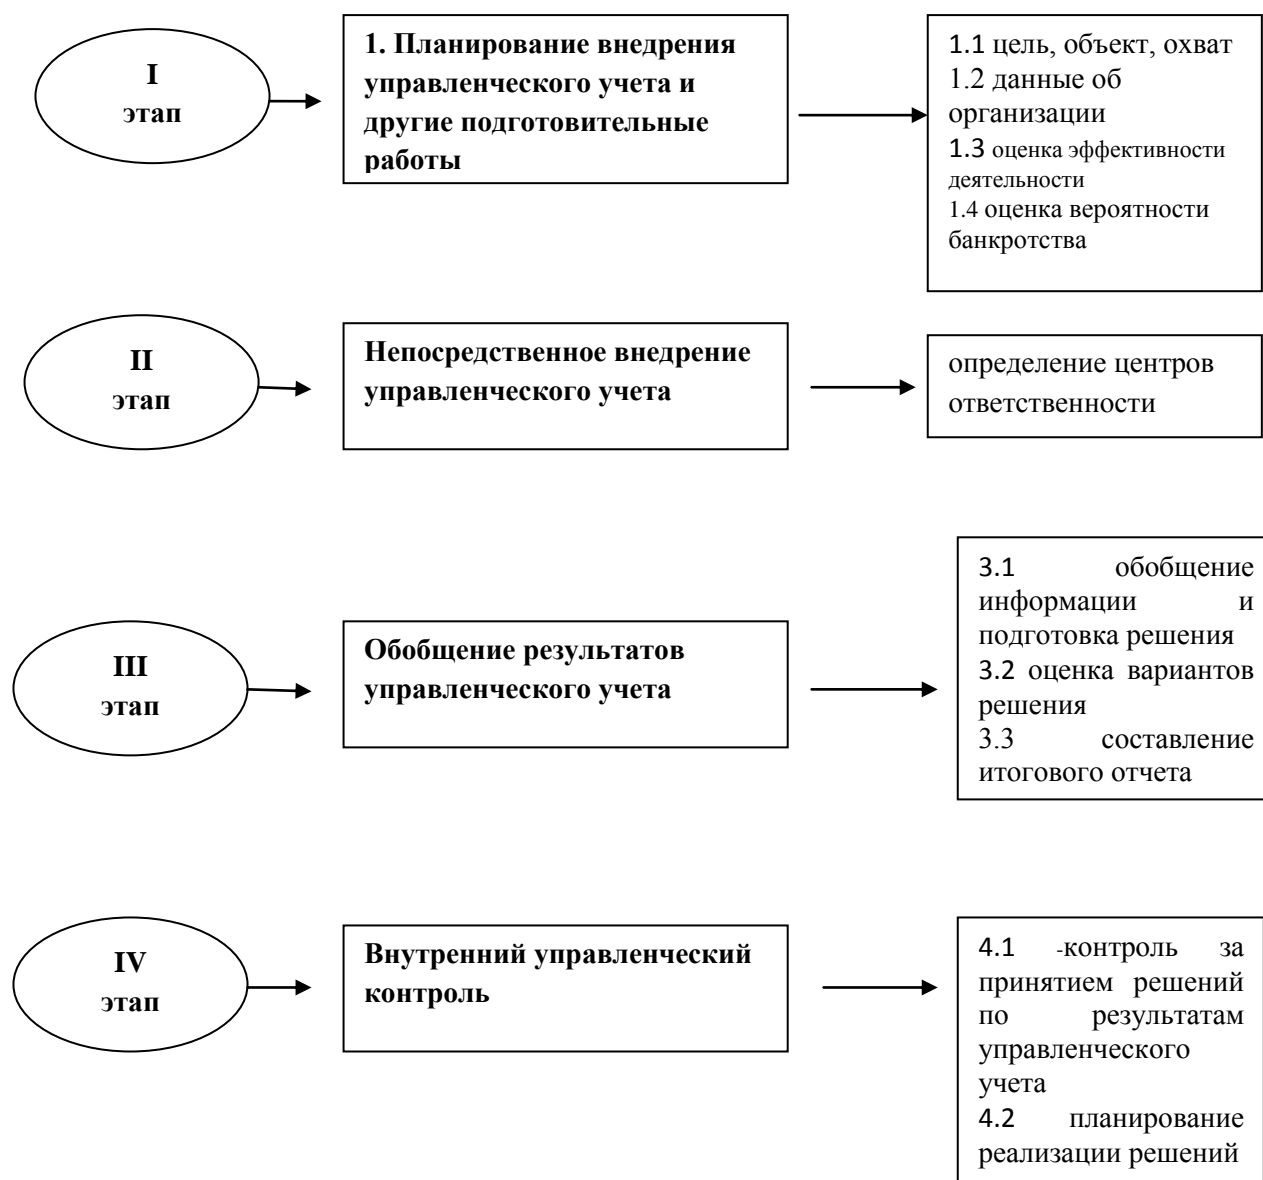 I
этап
1. Планирование внедрения
управленческого учета и
другие подготовительные
работы
1.1 цель, объект, охват
1.2 данные об
организации
1.3 оценка эффективности
деятельности
1.4 оценка вероятности
банкротства
II
этап
Непосредственное внедрение
управленческого учета
определение центров
ответственности
III
этап
Обобщение результатов
управленческого учета
3.1 обобщение
информации и
подготовка решения
3.2 оценка вариантов
решения
3.3 составление
итогового отчета
IV
этап
Внутренний управленческий
контроль
4.1 -контроль за
принятием решений
по результатам
управленческого
учета
4.2 планирование
реализации решений